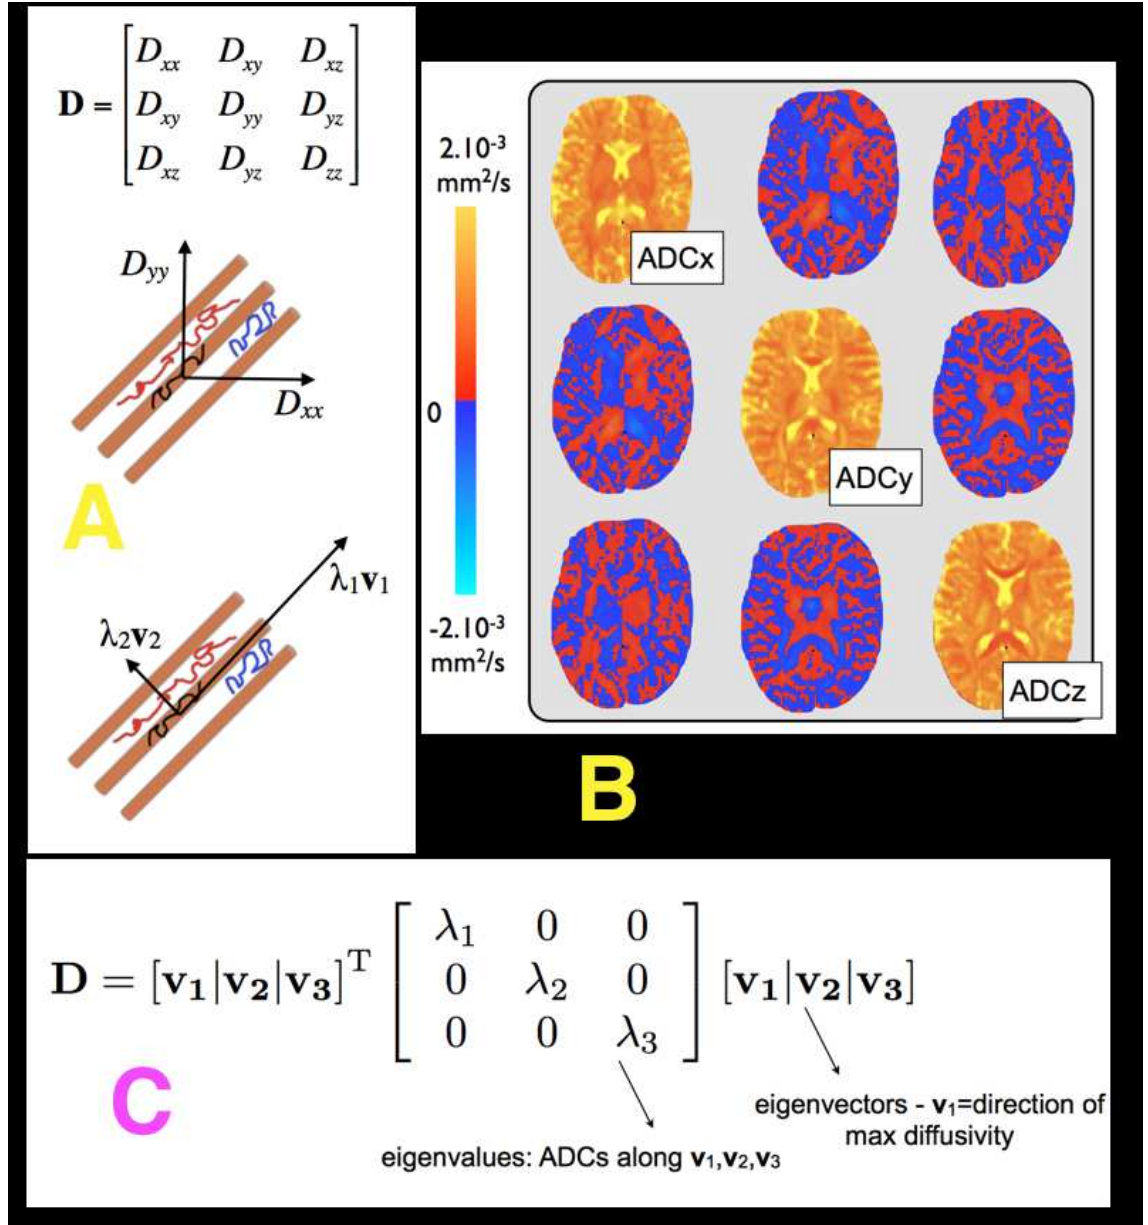 D = [ Dxx Dxy Dxz
Dxy Dyy Dyz
Dxz Dyz Dzz ]
Dyy
Dxx
A
λ1v1
λ2v2
2.10-3
mm2/s
0
-2.10-3
mm2/s
ADCx
ADCy
ADCz
B
D = [v1|v2|v3]T [ λ1 0 0
0 λ2 0
0 0 λ3 ] [v1|v2|v3]
C
eigenvectors - v1=direction of
max diffusivity
eigenvalues: ADCs along v1,v2,v3